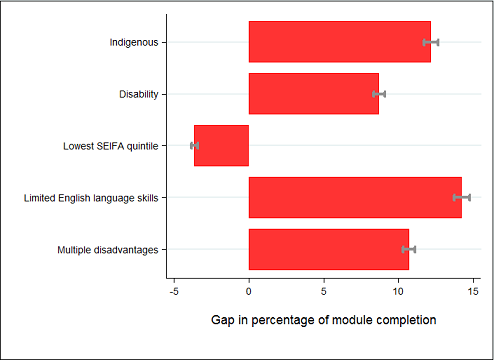 Indigenous
Disability
Lowest SEIFA quintile
Limited English language skills
Multiple disadvantages
-5 0 5 10 15
Gap in percentage of module completion